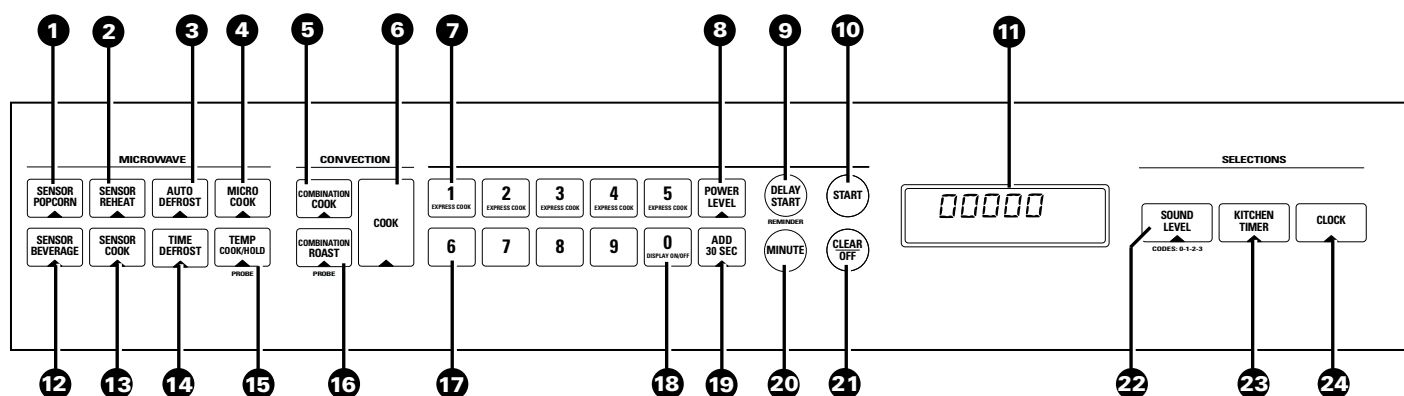 1 2 3 4 5 6 7 8 9 10 11
MICROWAVE CONVECTION SELECTIONS
SENSOR POPCORN
SENSOR REHEAT
AUTO DEFROST
MICRO COOK
COMBINATION COOK
COOK
1 EXPRESS COOK
2 EXPRESS COOK
3 EXPRESS COOK
4 EXPRESS COOK
5 EXPRESS COOK
POWER LEVEL
DELAY START
REMINDER
START
00000
SOUND LEVEL
CODES: 0-1-2-3
KITCHEN TIMER
CLOCK
SENSOR BEVERAGE
SENSOR COOK
TIME DEFROST
TEMP COOK/HOLD
PROBE
COMBINATION ROAST
PROBE
6
7
8
9
0 DISPLAY ON/OFF
ADD 30 SEC
MINUTE
CLEAR OFF
12 13 14 15 16 17 18 19 20 21 22 23 24